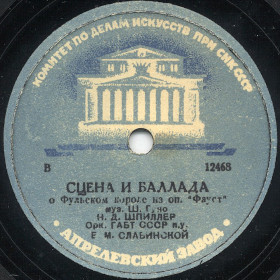 КОМИТЕТ ПО ДЕЛАМ ИСКУССТВ ПРИ СНК СССР
В 12468
СЦЕНА И БАЛЛАДА
о Фульском короле из оп. "Фауст"
муз. Ш. Гуно
Н. Д. ШПИЛЛЕР
Орк. ГАБТ СССР п.у.
Е. М. СЛАВИНСКОЙ
• АПРЕЛЕВСКИЙ ЗАВОД •